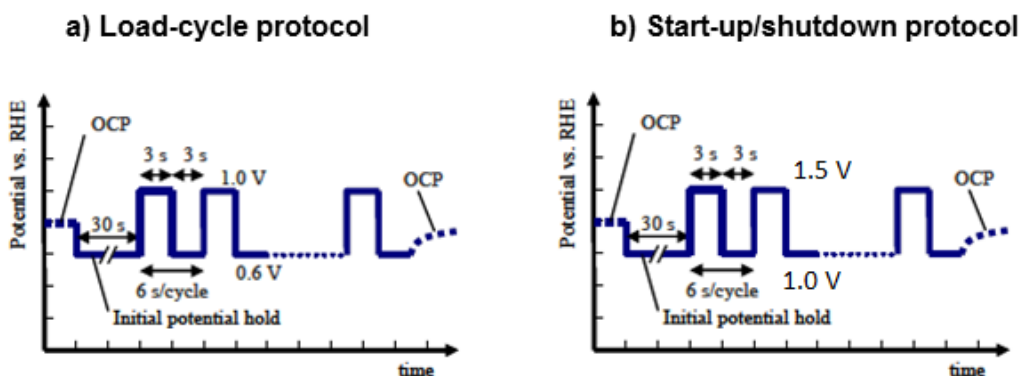 a) Load-cycle protocol
Potential vs. RHE
OCP
3 s 3 s
1.0 V
OCP
30 s
0.6 V
6 s/cycle
Initial potential hold
time
b) Start-up/shutdown protocol
Potential vs. RHE
OCP
3 s 3 s
1.5 V
OCP
30 s
1.0 V
6 s/cycle
Initial potential hold
time